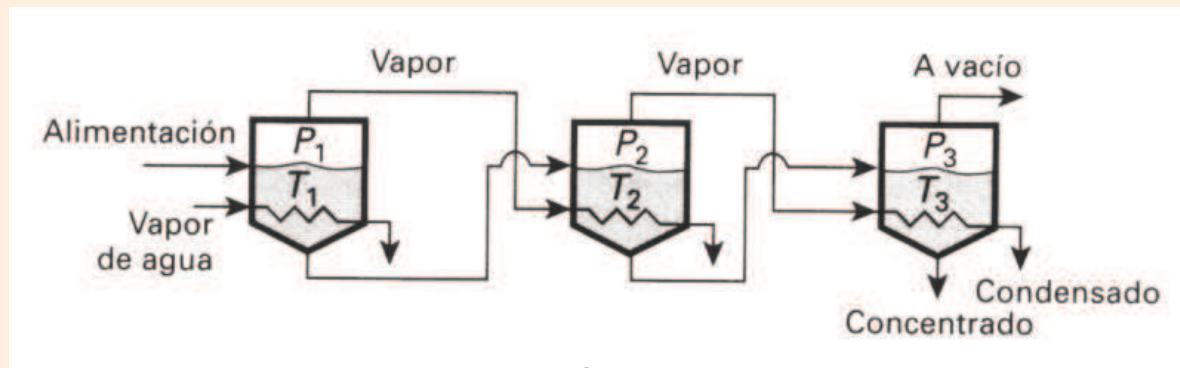 Vapor
Vapor
A vacío
Alimentación
P1
P2
P3
T1
T2
T3
Vapor
de agua
Condensado
Concentrado